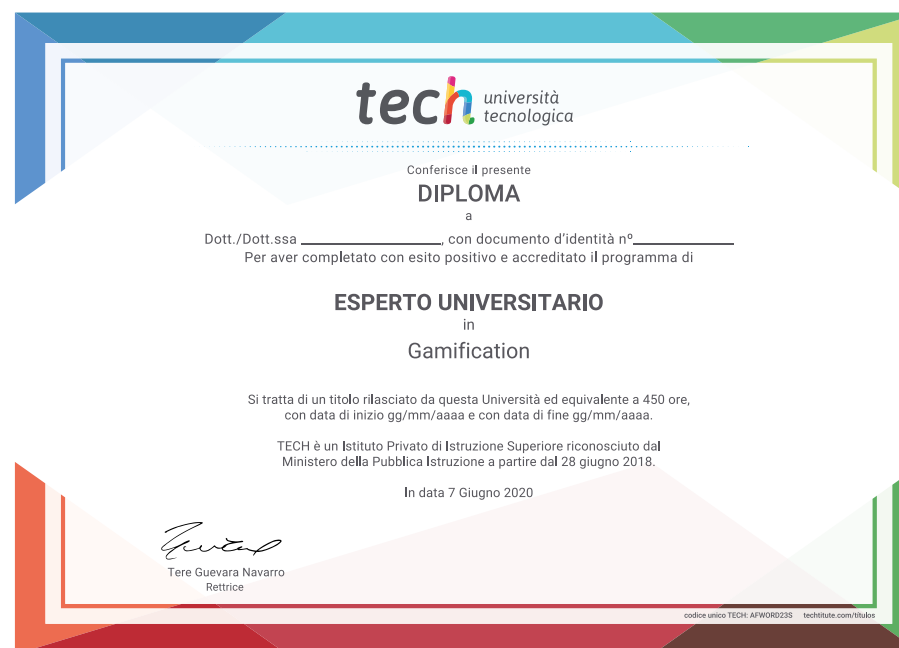 tech università
tecnologica
Conferisce il presente
DIPLOMA
a
Dott./Dott.ssa ____________________, con documento d'identità nº______________
Per aver completato con esito positivo e accreditato il programma di
ESPERTO UNIVERSITARIO
in
Gamification
Si tratta di un titolo rilasciato da questa Università ed equivalente a 450 ore,
con data di inizio gg/mm/aaaa e con data di fine gg/mm/aaaa.
TECH è un Istituto Privato di Istruzione Superiore riconosciuto dal
Ministero della Pubblica Istruzione a partire dal 28 giugno 2018.
In data 7 Giugno 2020
Tere Guevara Navarro
Rettrice
codice unico TECH: AFWORD23S techtitute.com/titulos